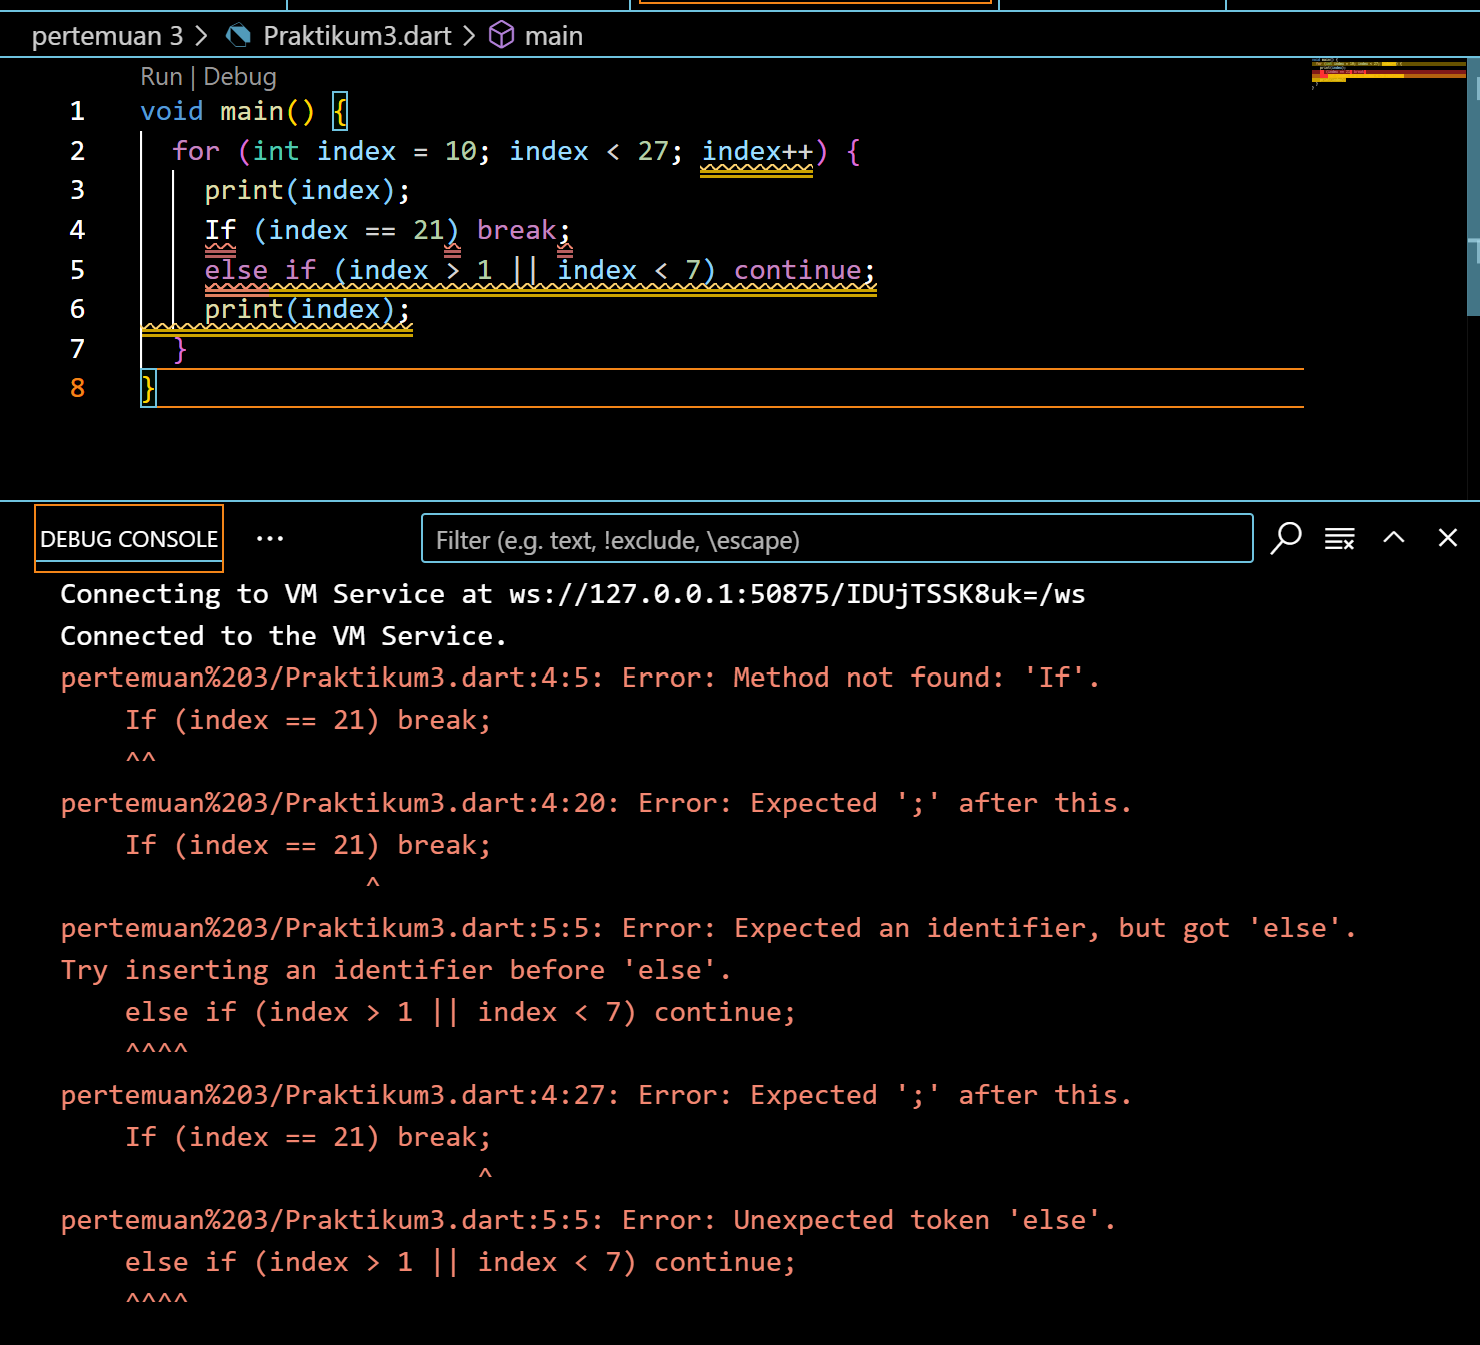 pertemuan 3 > Praktikum3.dart > main
Run | Debug
1 void main() {
2   for (int index = 10; index < 27; index++) {
3     print(index);
4     If (index == 21) break;
5     else if (index > 1 || index < 7) continue;
6     print(index);
7   }
8 }
DEBUG CONSOLE ... Filter (e.g. text, !exclude, \escape)
Connecting to VM Service at ws://127.0.0.1:50875/IDUjTSSK8uk=/ws
Connected to the VM Service.
pertemuan%203/Praktikum3.dart:4:5: Error: Method not found: 'If'.
    If (index == 21) break;
    ^^
pertemuan%203/Praktikum3.dart:4:20: Error: Expected ';' after this.
    If (index == 21) break;
                   ^
pertemuan%203/Praktikum3.dart:5:5: Error: Expected an identifier, but got 'else'.
Try inserting an identifier before 'else'.
    else if (index > 1 || index < 7) continue;
    ^^^^
pertemuan%203/Praktikum3.dart:4:27: Error: Expected ';' after this.
    If (index == 21) break;
                          ^
pertemuan%203/Praktikum3.dart:5:5: Error: Unexpected token 'else'.
    else if (index > 1 || index < 7) continue;
    ^^^^